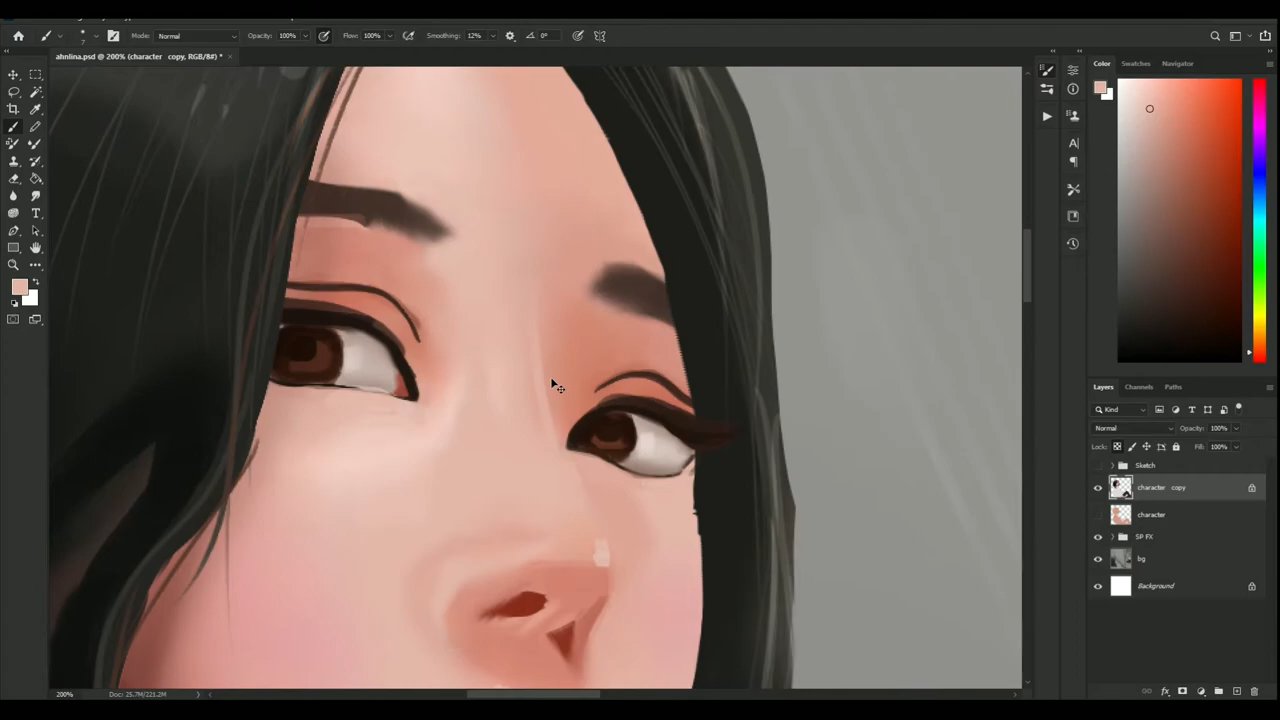 Mode: Normal Opacity: 100% Flow: 100% Smoothing: 12% 0°
ahnlina.psd @ 200% (character copy, RGB/8#) *
Color Swatches Navigator
Layers Channels Paths
Kind
Normal Opacity: 100%
Lock: Fill: 100%
Sketch
character copy
character
SP FX
bg
Background
200% Doc: 25.7M/221.2M